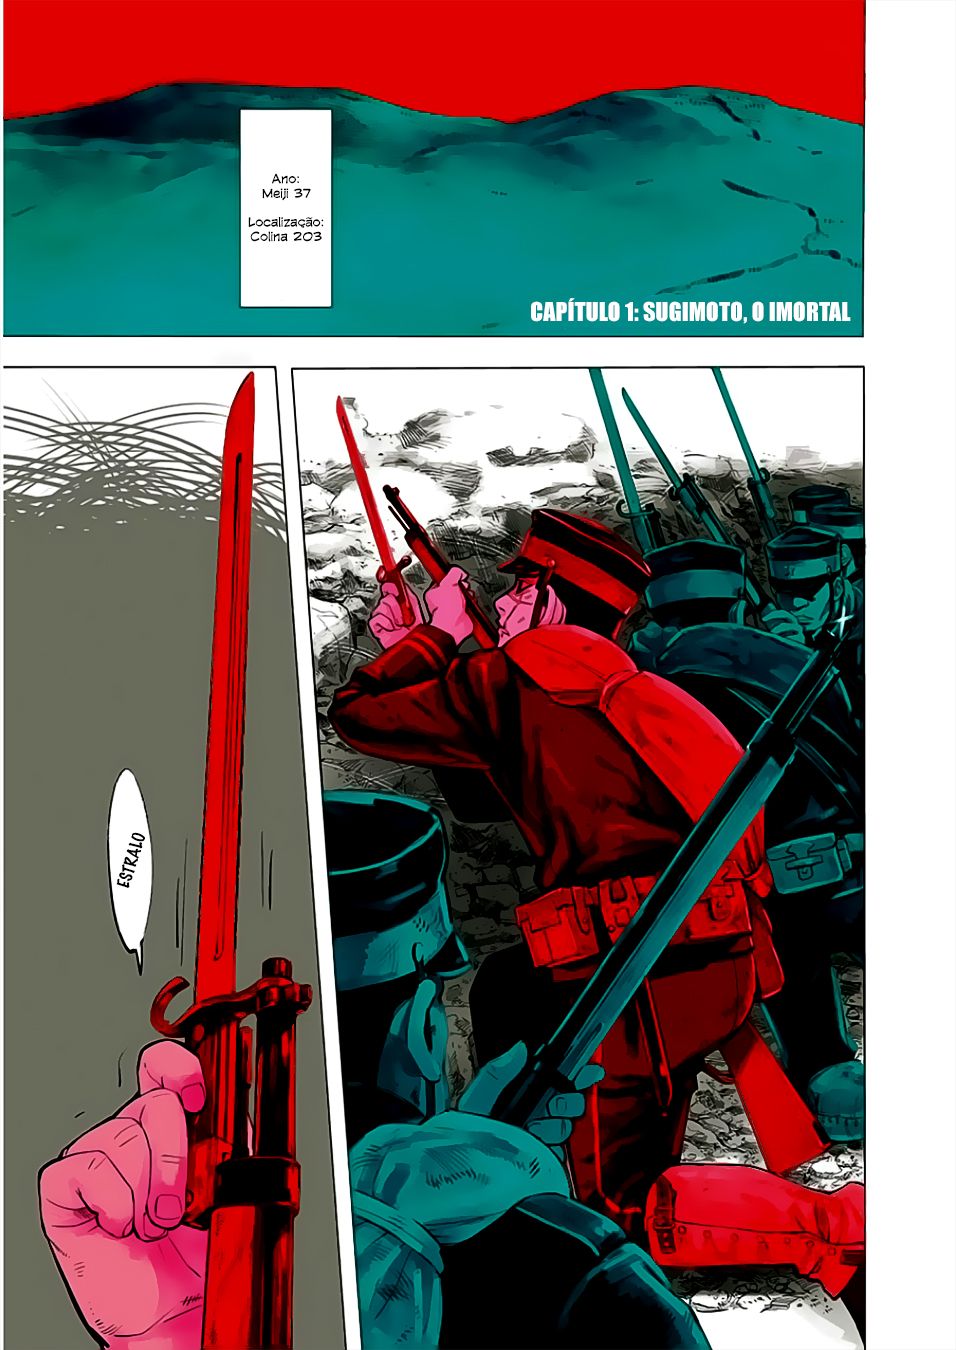 Ano:
Meiji 37
Localização:
Colina 203
CAPÍTULO 1: SUGIMOTO, O IMORTAL
ESTRALO